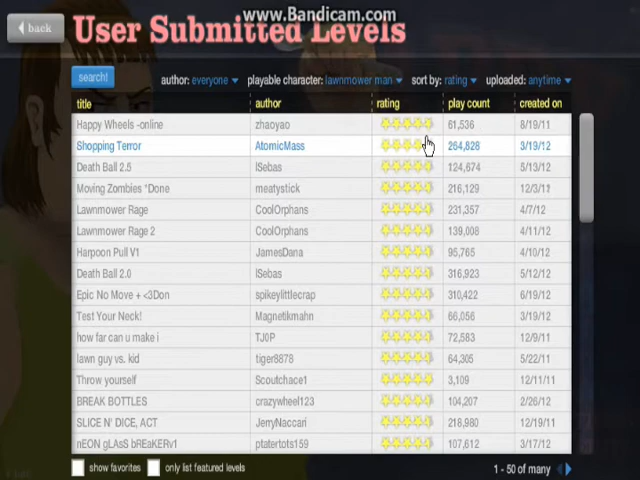 www.Bandicam.com
back
User Submitted Levels
search! author: everyone playable character: lawnmower man sort by: rating uploaded: anytime
title author rating play count created on
Happy Wheels -online zhaoyao 61,536 8/19/11
Shopping Terror AtomicMass 264,828 3/19/12
Death Ball 2.5 lSebas 124,674 5/13/12
Moving Zombies *Done meatystick 216,129 12/3/11
Lawnmower Rage CoolOrphans 231,357 4/7/12
Lawnmower Rage 2 CoolOrphans 139,008 4/11/12
Harpoon Pull V1 JamesDana 95,765 4/10/12
Death Ball 2.0 lSebas 316,923 5/12/12
Epic No Move + <3Don spikeylittlecrap 310,422 6/19/12
Test Your Neck! Magnetikmahn 66,056 3/19/12
how far can u make i TJ0P 72,583 12/9/11
lawn guy vs. kid tiger8878 64,305 5/22/11
Throw yourself Scoutchace1 3,109 12/11/11
BREAK BOTTLES crazywheel123 104,207 2/26/12
SLICE N' DICE, ACT JerryNaccari 218,980 12/19/11
nEON gLAsS bREaKERv1 ptatertots159 107,612 3/17/12
show favorites only list featured levels 1 - 50 of many